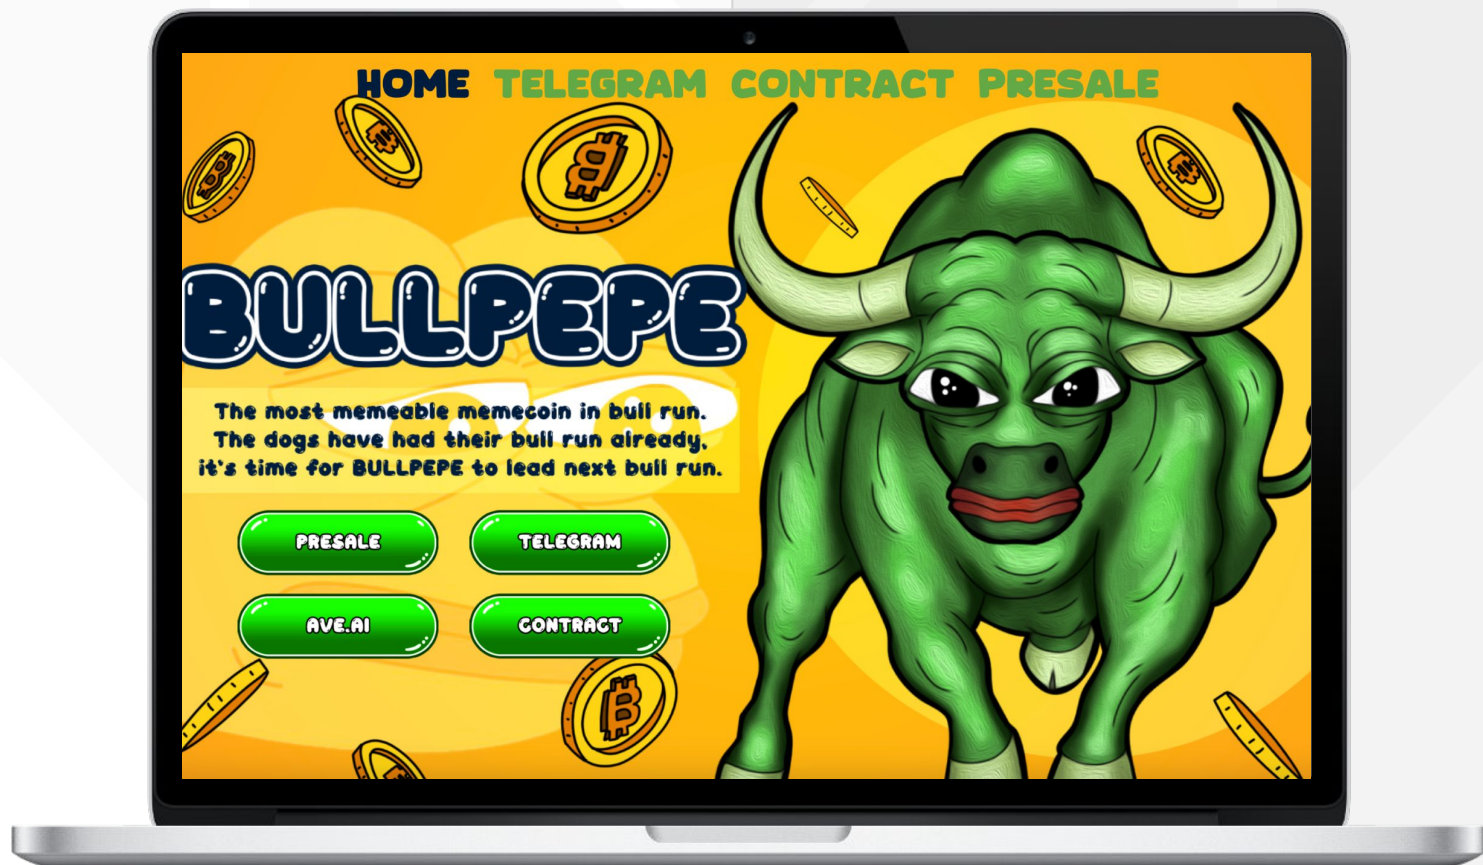 HOME TELEGRAM CONTRACT PRESALE
BULLPEPE
The most memeable memecoin in bull run.
The dogs have had their bull run already,
it's time for BULLPEPE to lead next bull run.
PRESALE
TELEGRAM
AVE.AI
CONTRACT